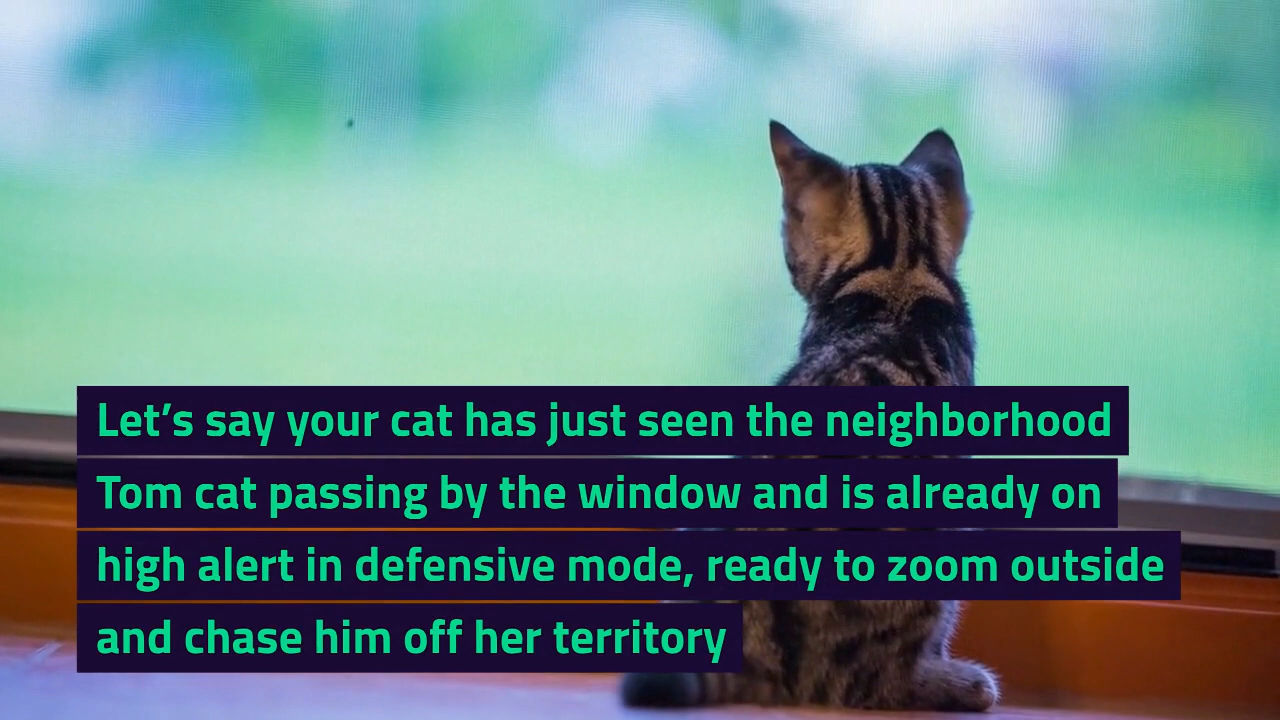 Let’s say your cat has just seen the neighborhood
Tom cat passing by the window and is already on
high alert in defensive mode, ready to zoom outside
and chase him off her territory